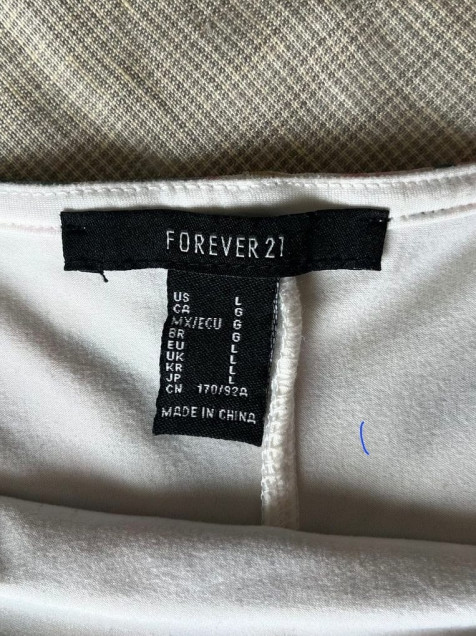 FOREVER 21
US L
CA G
MX/ECU G
BR G
EU L
UK L
KR L
JP L
CN 170/92A
MADE IN CHINA